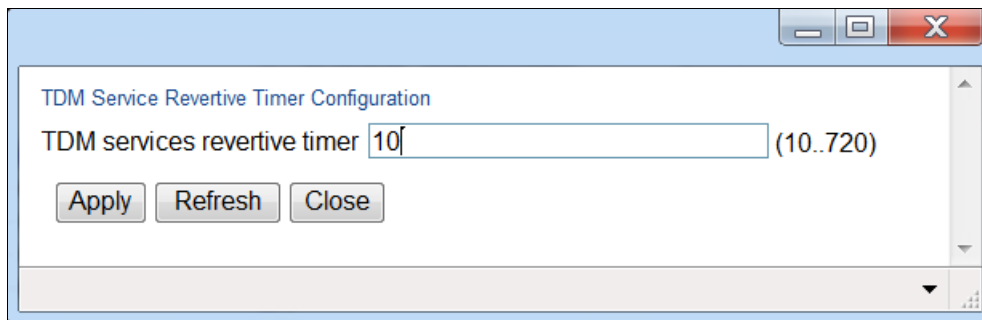 TDM Service Revertive Timer Configuration
TDM services revertive timer 10 (10..720)
Apply Refresh Close